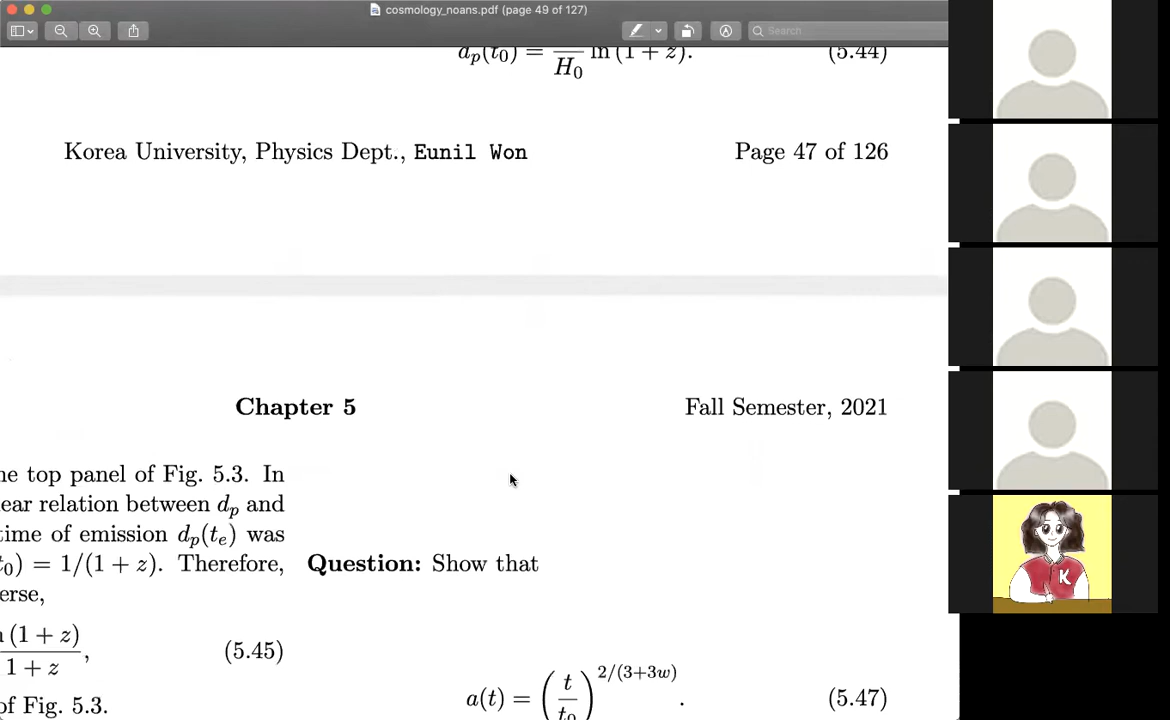 cosmology_noans.pdf (page 49 of 127)
Search
d_p(t_0) = — ln (1 + z). (5.44)
H_0
Korea University, Physics Dept., Eunil Won Page 47 of 126
Chapter 5 Fall Semester, 2021
he top panel of Fig. 5.3. In
ear relation between d_p and
time of emission d_p(t_e) was
t_0) = 1/(1 + z). Therefore,
erse,
n (1 + z)
1 + z , (5.45)
of Fig. 5.3.
Question: Show that
a(t) = (t/t_0)^{2/(3+3w)} . (5.47)
K